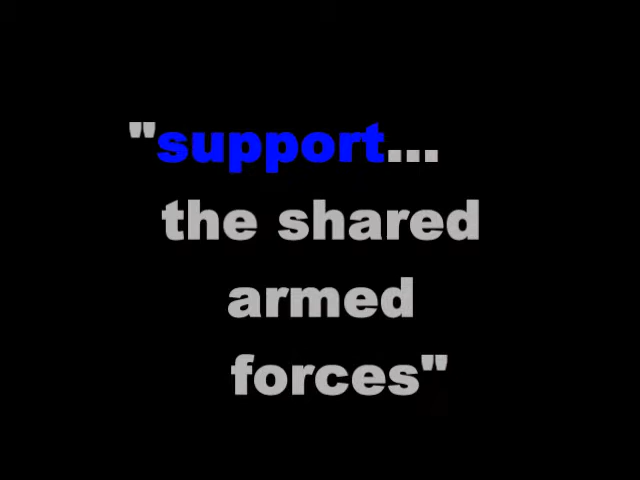 "support...
the shared
armed
forces"